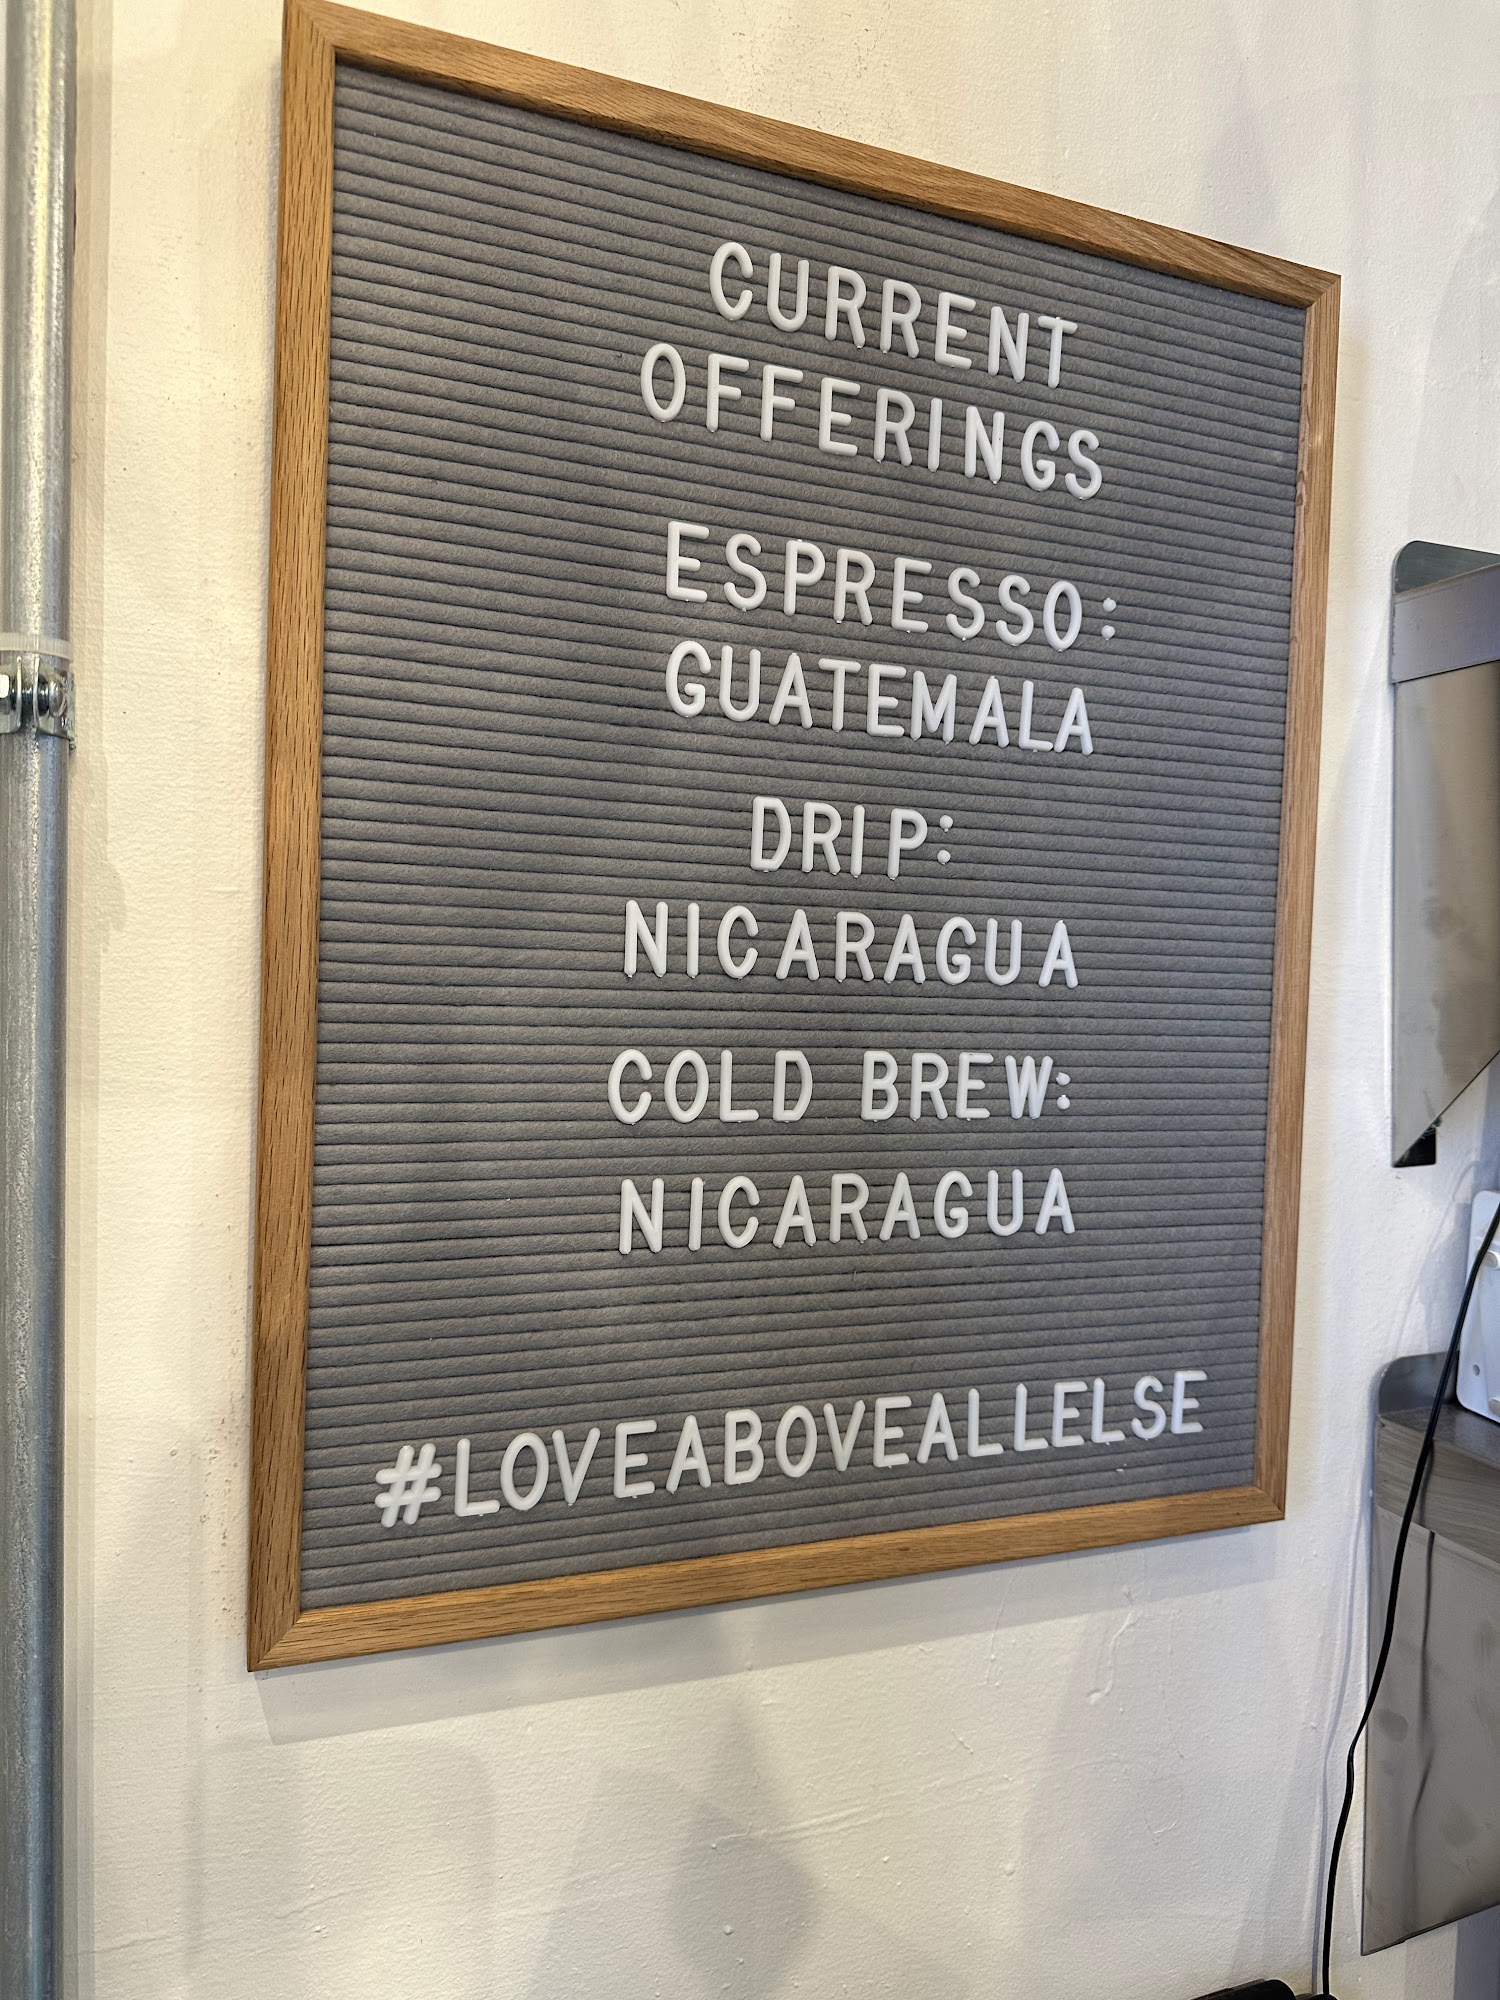 CURRENT
OFFERINGS
ESPRESSO:
GUATEMALA
DRIP:
NICARAGUA
COLD BREW:
NICARAGUA
#LOVEABOVEALLELSE